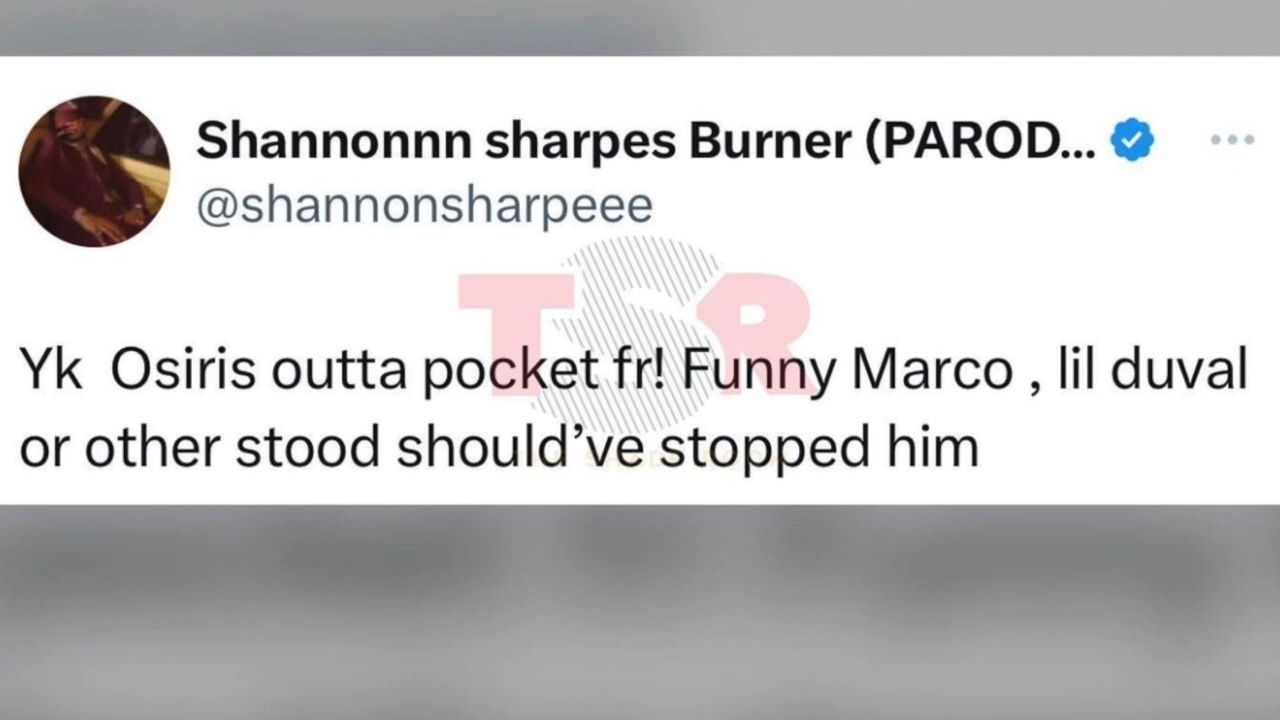 Shannonnn sharpes Burner (PAROD...
@shannonsharpeee
TSR
Yk  Osiris outta pocket fr! Funny Marco , lil duval
or other stood should’ve stopped him